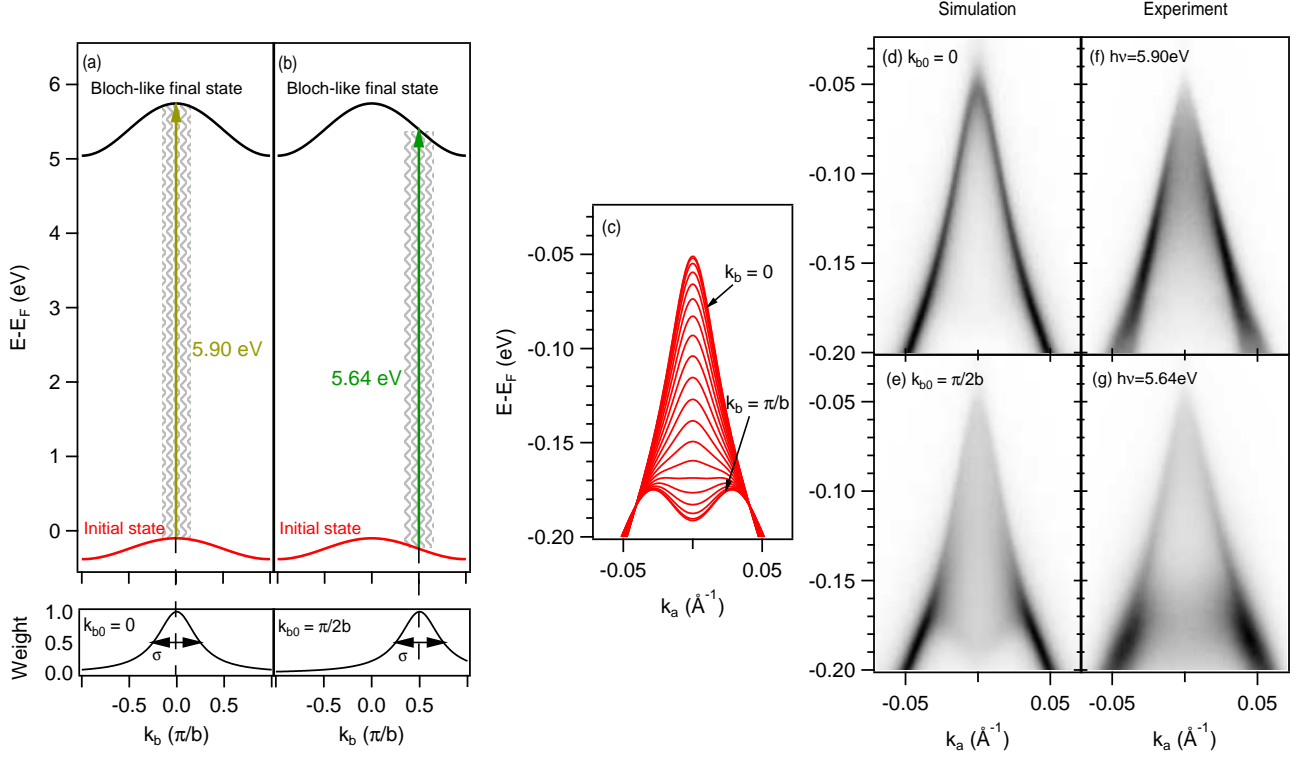 Simulation
Experiment
(a)
Bloch-like final state
(b)
Bloch-like final state
6
5
4
3
2
1
0
E-E_F (eV)
5.90 eV
5.64 eV
Initial state
Initial state
1.0
0.5
0.0
Weight
k_b0 = 0
σ
k_b0 = π/2b
σ
-0.5
0.0
0.5
k_b (π/b)
-0.5
0.0
0.5
k_b (π/b)
(c)
-0.05
-0.10
-0.15
-0.20
E-E_F (eV)
k_b = 0
k_b = π/b
-0.05
0.05
k_a (Å⁻¹)
(d) k_b0 = 0
(f) hν=5.90eV
-0.05
-0.10
-0.15
-0.20
(e) k_b0 = π/2b
(g) hν=5.64eV
-0.05
-0.10
-0.15
-0.20
-0.05
0.05
k_a (Å⁻¹)
-0.05
0.05
k_a (Å⁻¹)